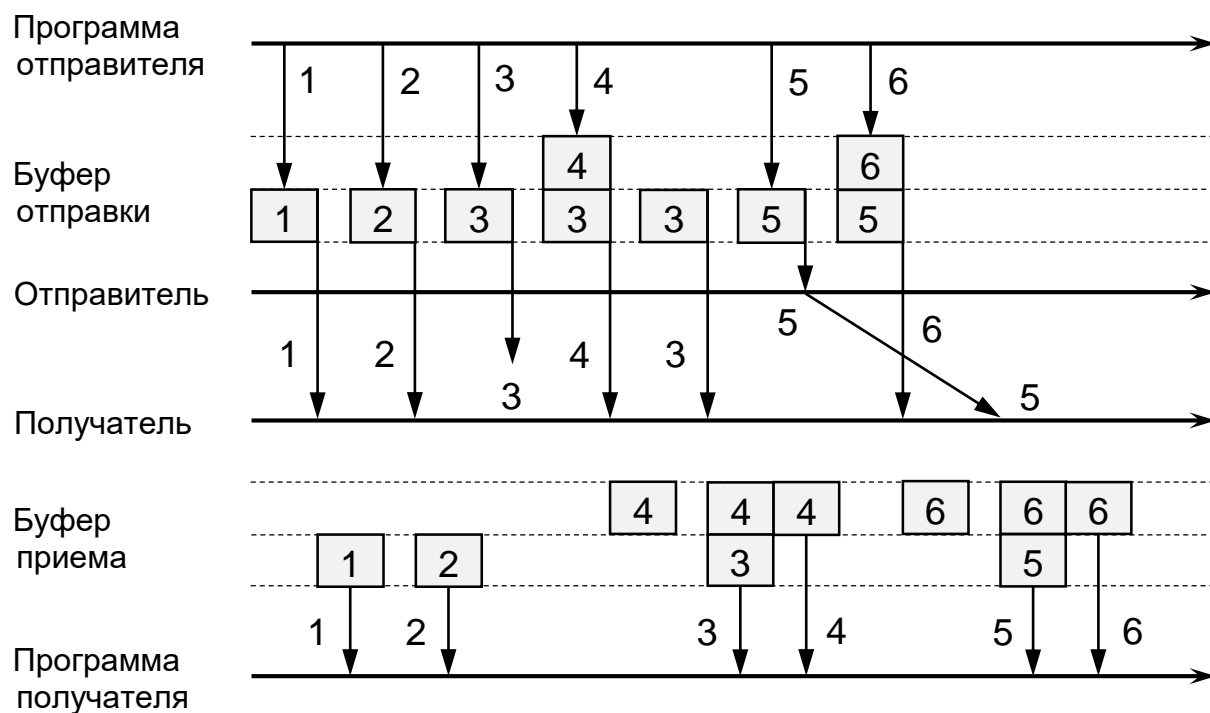 Программа
отправителя
1 2 3 4 5 6
4 6
Буфер
отправки
1 2 3 3 3 5 5
Отправитель
5 6
1 2 4 3
3 5
Получатель
4 4 4 6 6 6
Буфер
приема
1 2 3 5
1 2 3 4 5 6
Программа
получателя